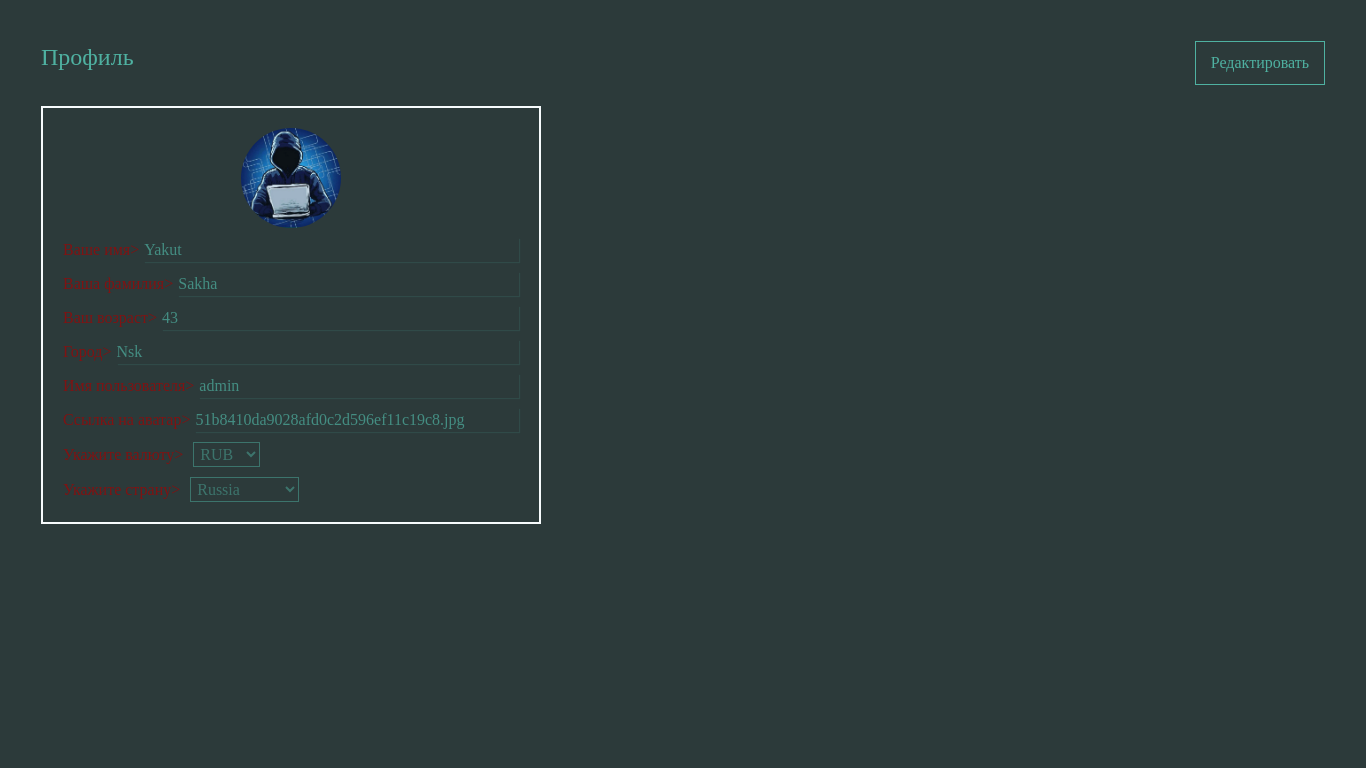 Профиль
Редактировать
Ваше имя> Yakut
Ваша фамилия> Sakha
Ваш возраст> 43
Город> Nsk
Имя пользователя> admin
Ссылка на аватар> 51b8410da9028afd0c2d596ef11c19c8.jpg
Укажите валюту> RUB
Укажите страну> Russia